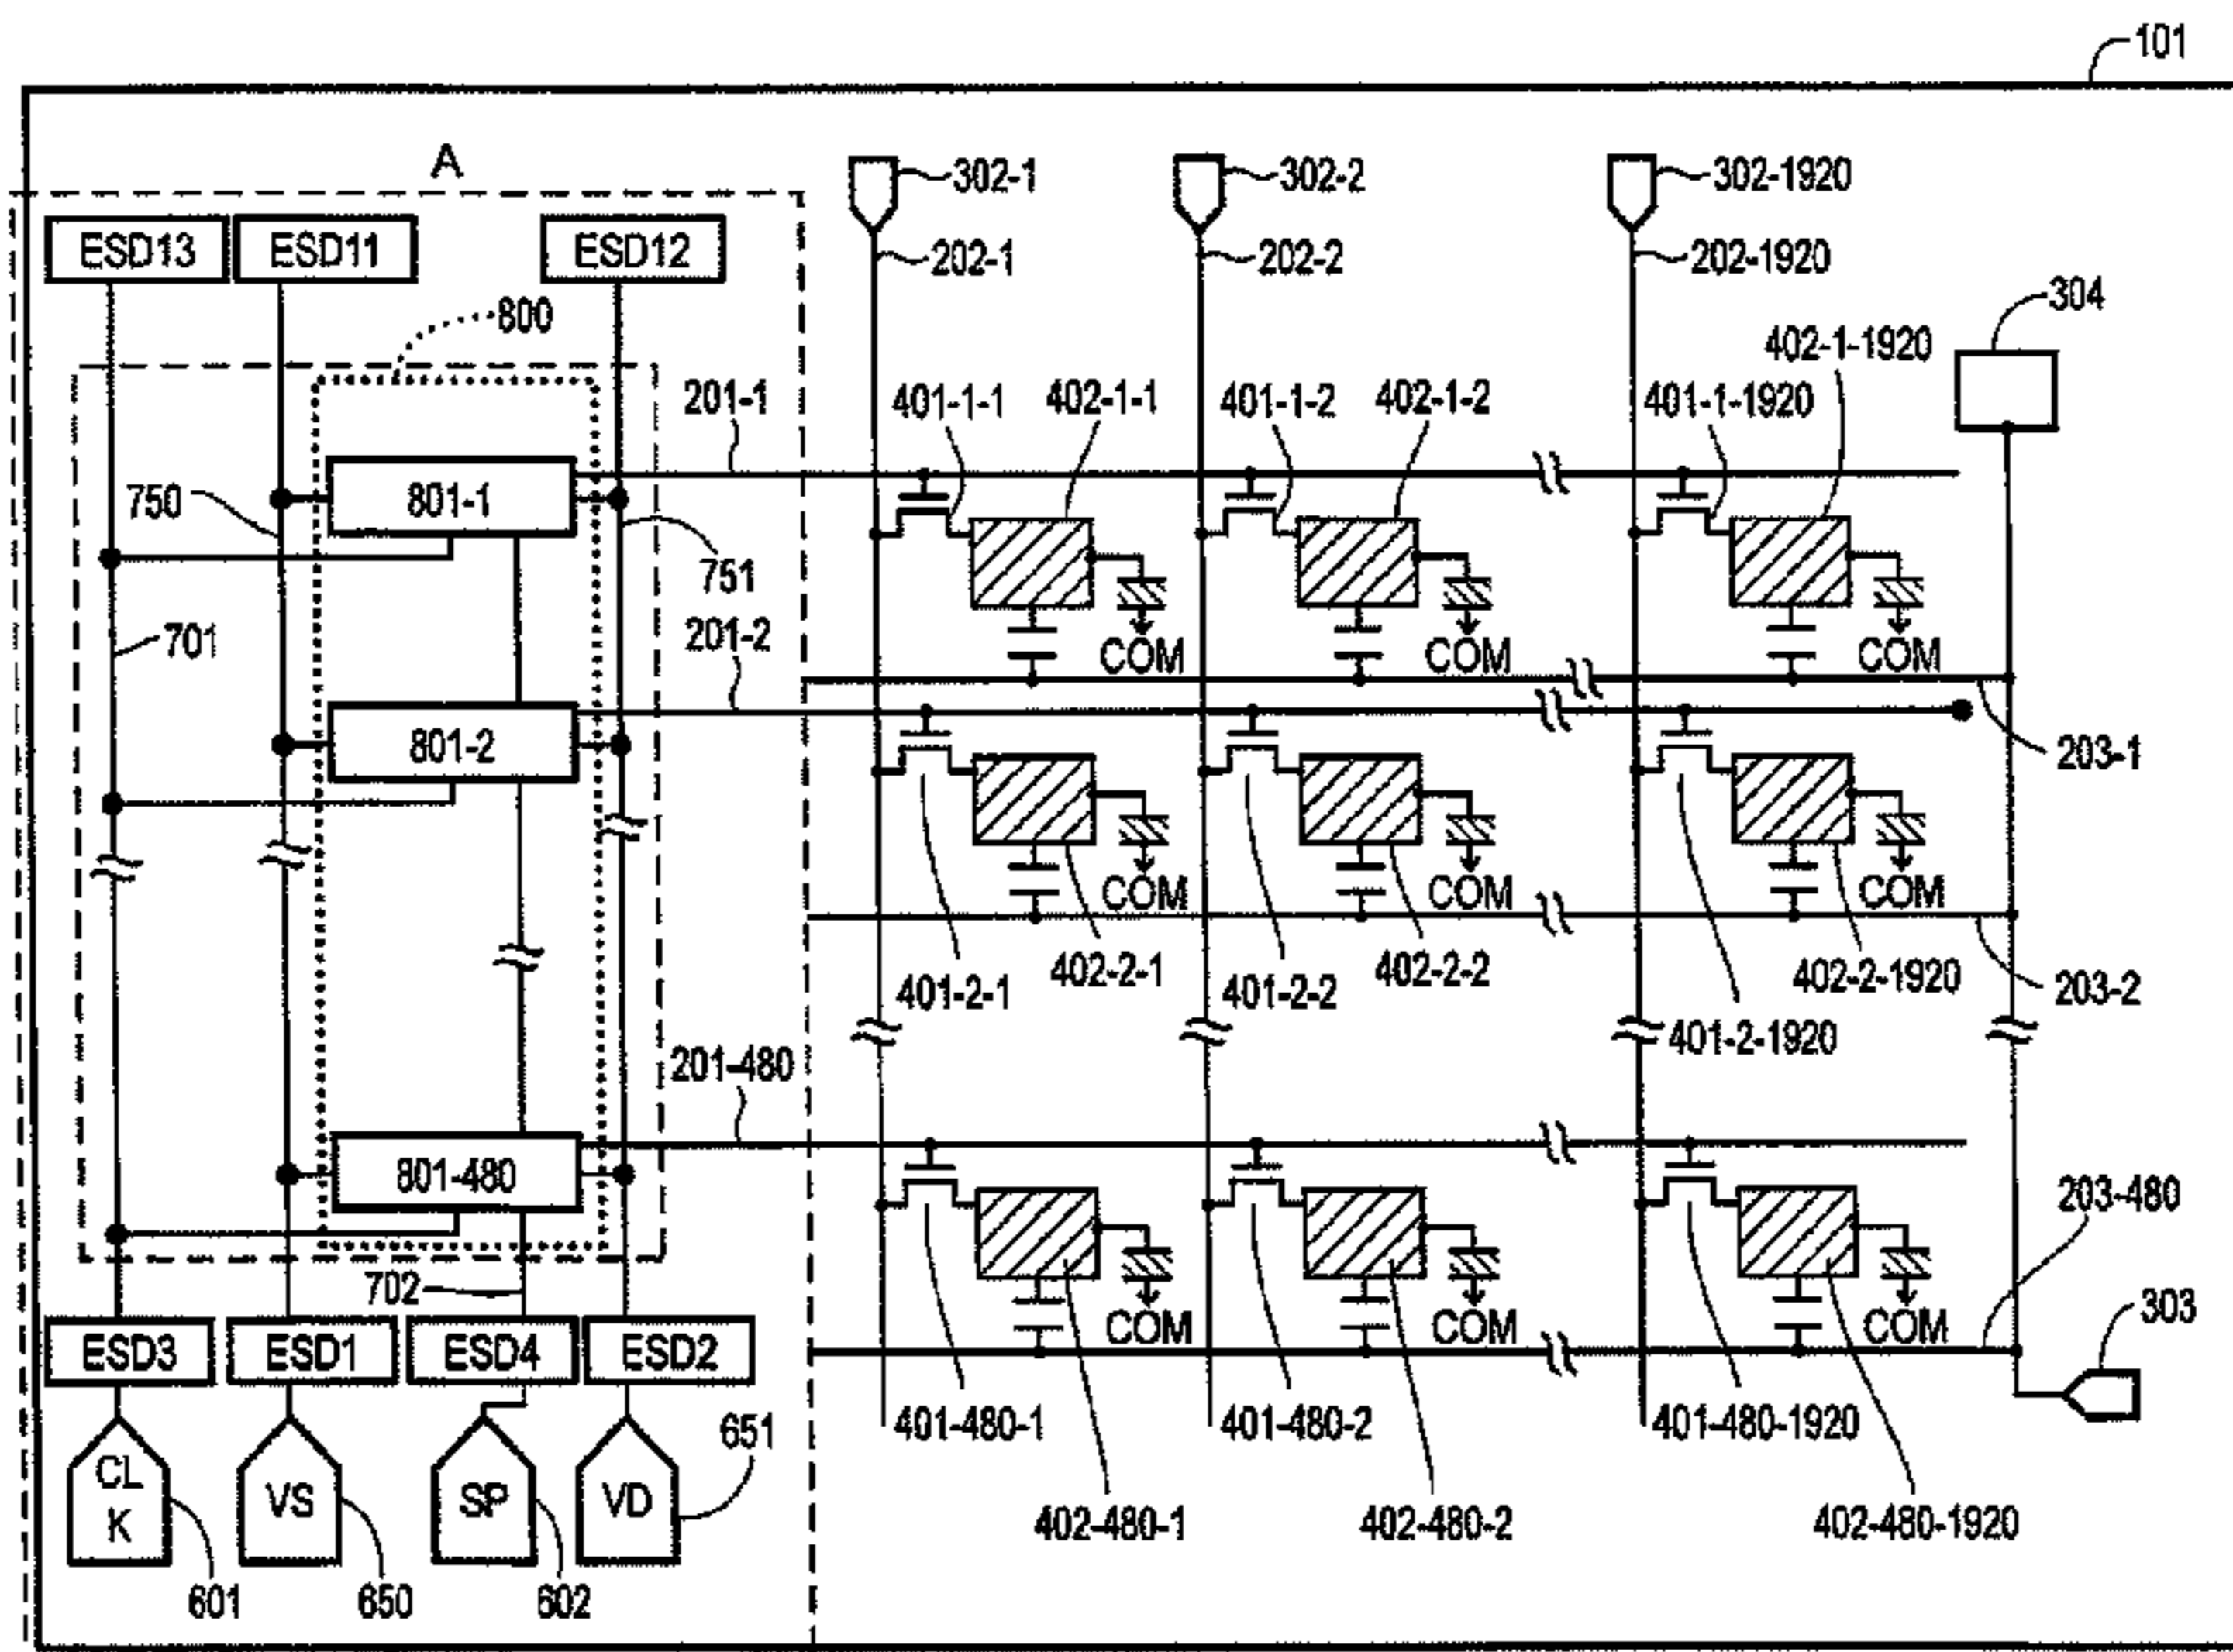 101
A
302-1 302-2 302-1920
ESD13 ESD11 ESD12 202-1 202-2 202-1920
304
800
402-1-1920
201-1 401-1-1 402-1-1 401-1-2 402-1-2 401-1-1920
750 801-1
751
701 201-2 COM COM COM
801-2 203-1
COM COM COM
401-2-1 402-2-1 401-2-2 402-2-2 402-2-1920 203-2
401-2-1920
201-480
801-480 203-480
702
COM COM COM 303
ESD3 ESD1 ESD4 ESD2
401-480-1 401-480-2 401-480-1920
651
CL
K VS SP VD
402-480-1 402-480-2 402-480-1920
601 650 602